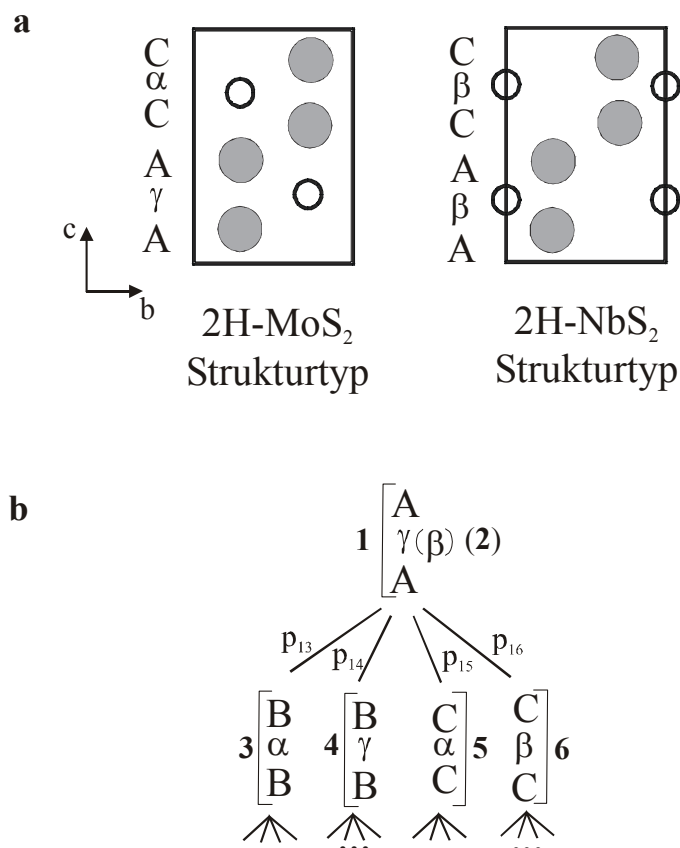 a
C
α
C
A
γ
A
C
β
C
A
β
A
c
b
2H-MoS₂
Strukturtyp
2H-NbS₂
Strukturtyp
b
A
1 γ(β) (2)
A
p₁₃ p₁₄ p₁₅ p₁₆
B B C C
3 α 4 γ α 5 β 6
B B C C